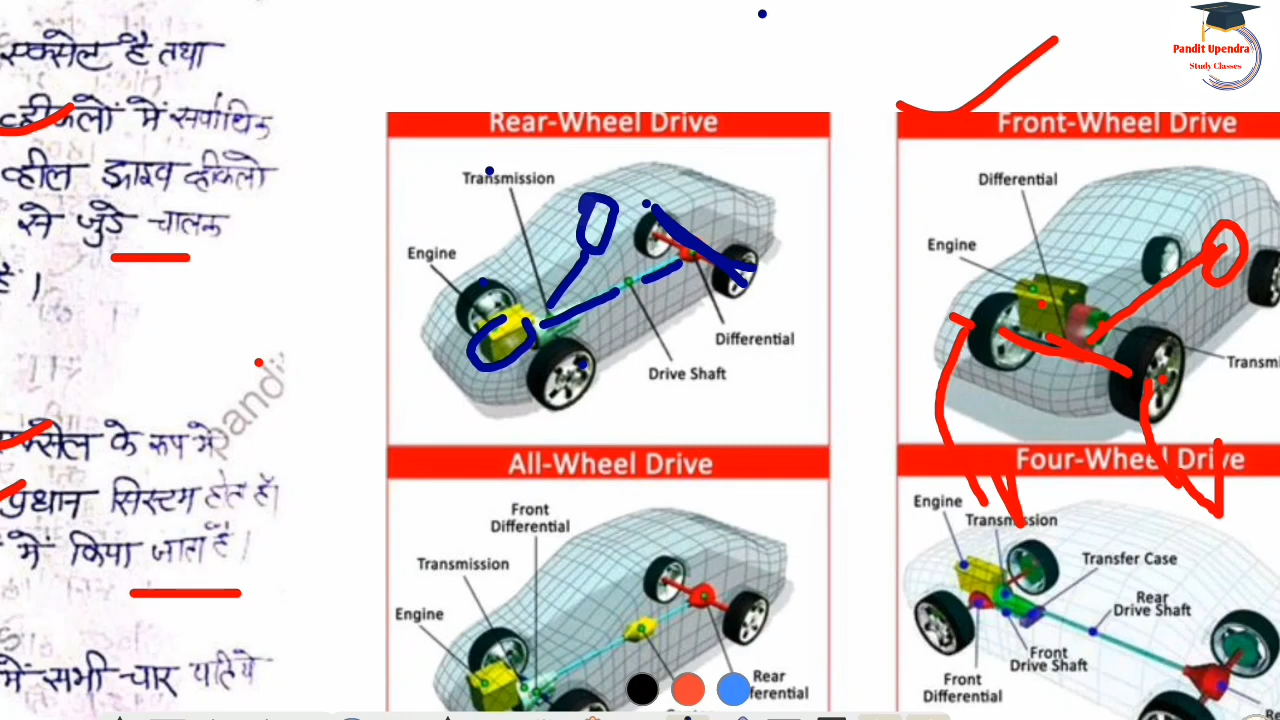 एक्सेल है तथा
व्हीकलों में सर्वाधिक
व्हील ड्राइव व्हीकलो
से जुड़े चालक
है ।
एक्सेल के रूप में
प्रधान सिस्टम होते हैं।
में किया जाता है ।
में सभी चार पहिये
pandi
Pandit Upendra
Study Classes
Rear-Wheel Drive
Transmission
Engine
Differential
Drive Shaft
Front-Wheel Drive
Differential
Engine
Transmi
All-Wheel Drive
Front
Differential
Transmission
Engine
Rear
ferential
Four-Wheel Drive
Engine
Transmission
Transfer Case
Rear
Drive Shaft
Front
Drive Shaft
Front
Differential